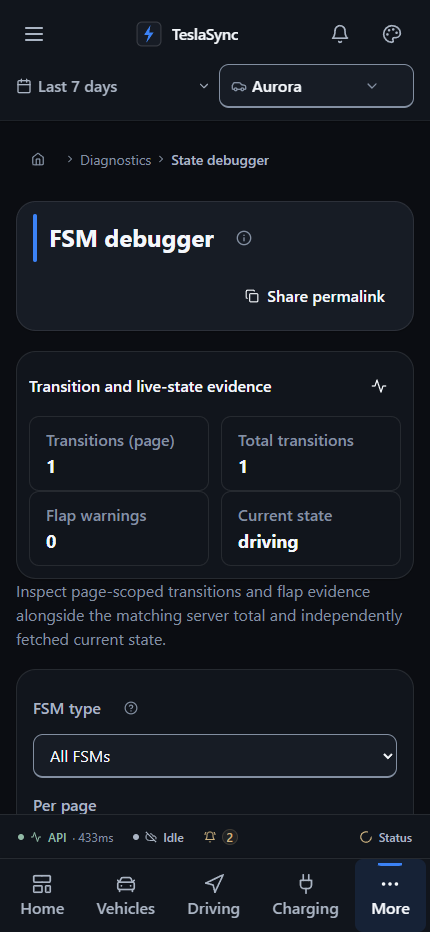 TeslaSync
Last 7 days
Aurora
Diagnostics
State debugger
FSM debugger
Share permalink
Transition and live-state evidence
Transitions (page)
1
Total transitions
1
Flap warnings
0
Current state
driving
Inspect page-scoped transitions and flap evidence
alongside the matching server total and independently
fetched current state.
FSM type
All FSMs
Per page
API · 433ms
Idle
2
Status
Home
Vehicles
Driving
Charging
More